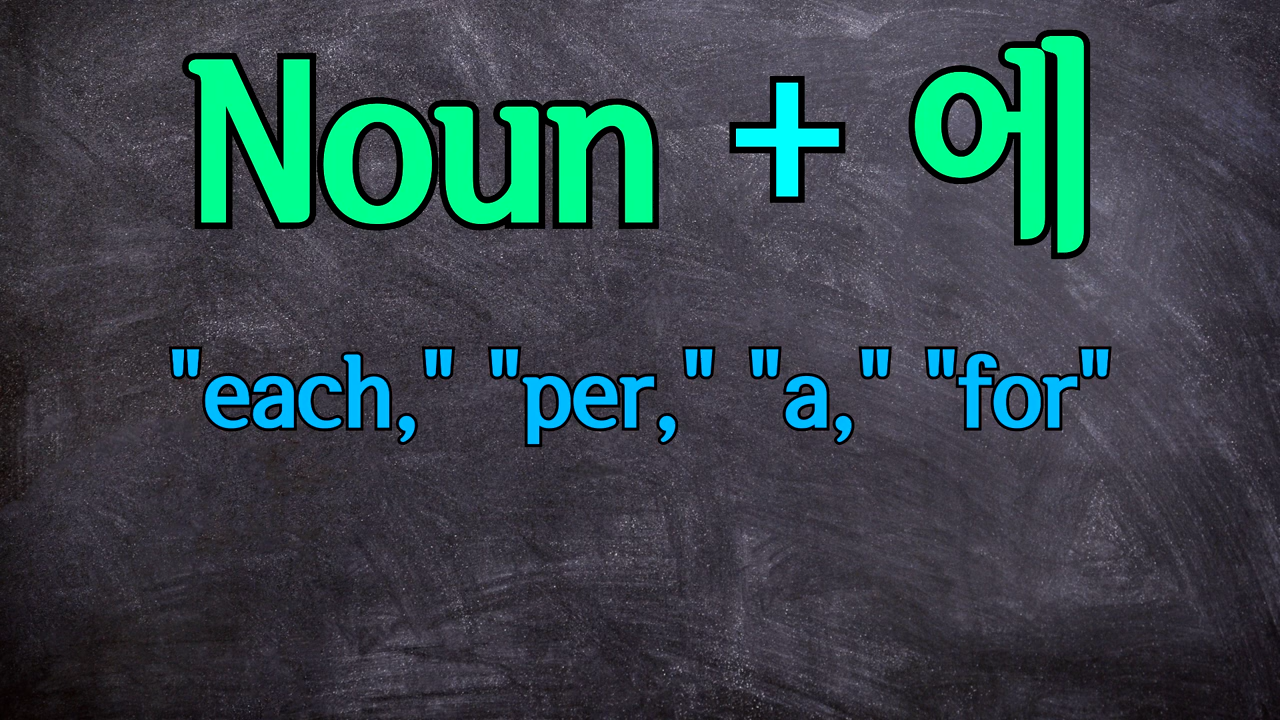 Noun + 에
"each," "per," "a," "for"